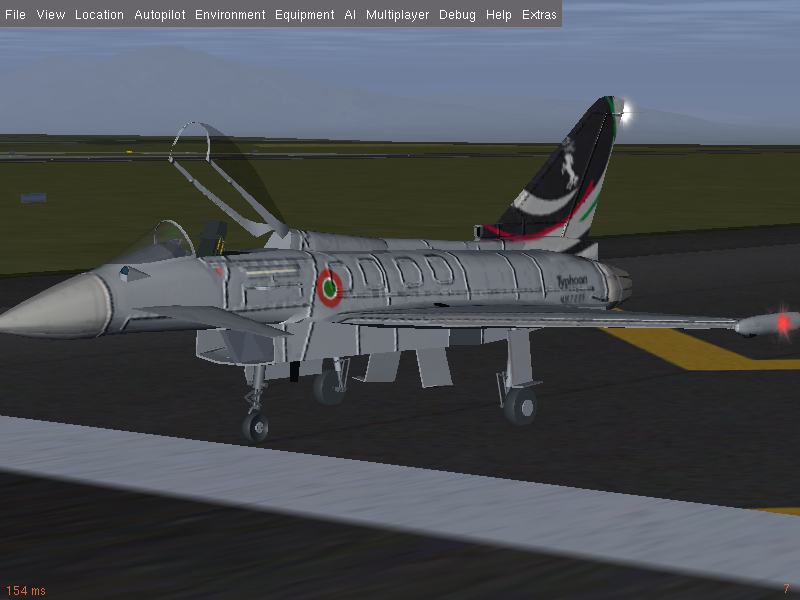 File View Location Autopilot Environment Equipment AI Multiplayer Debug Help Extras
Typhoon
154 ms
7